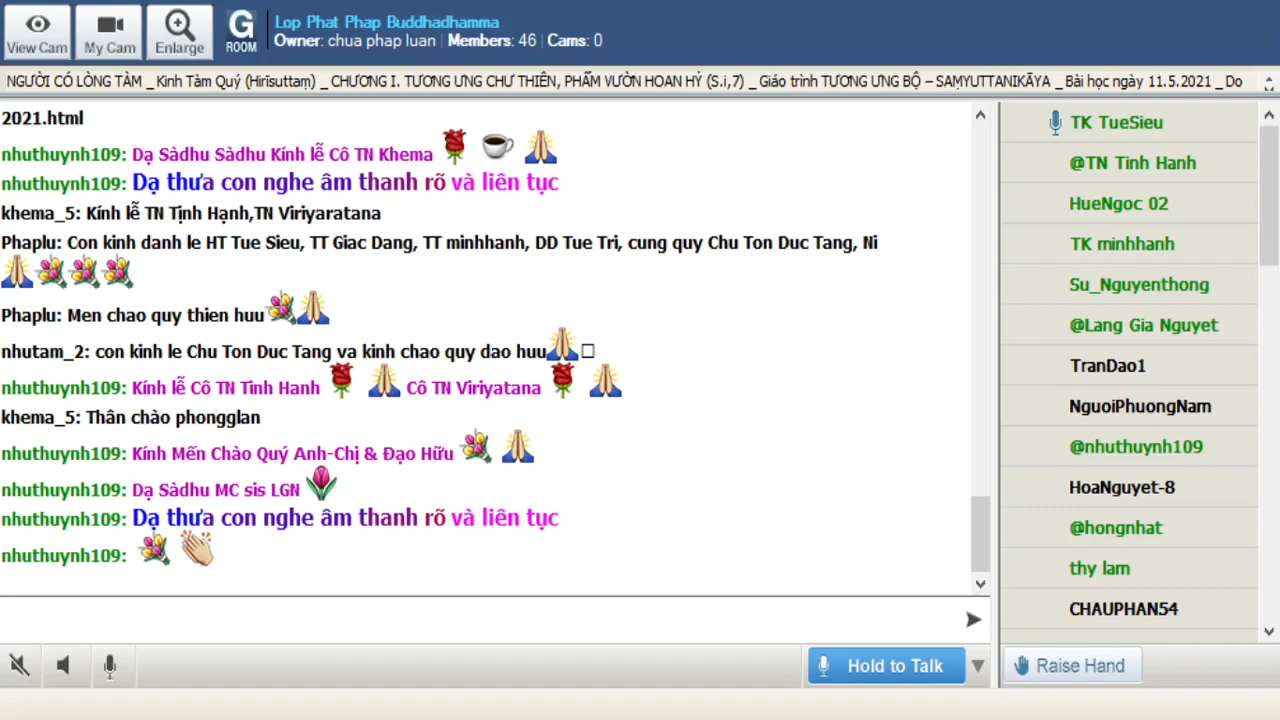 View Cam
My Cam
Enlarge
G
ROOM
Lop Phat Phap Buddhadhamma
Owner: chua phap luan | Members: 46 | Cams: 0
NGƯỜI CÓ LÒNG TÀM _ Kinh Tàm Quý (Hirīsuttaṃ) _ CHƯƠNG I. TƯƠNG ƯNG CHƯ THIÊN, PHẨM VƯỜN HOAN HỶ (S.i,7) _ Giáo trình TƯƠNG ƯNG BỘ – SAṂYUTTANIKĀYA _ Bài học ngày 11.5.2021 _ Do
2021.html
nhuthuynh109: Dạ Sàdhu Sàdhu Kính lễ Cô TN Khema
nhuthuynh109: Dạ thưa con nghe âm thanh rõ và liên tục
khema_5: Kính lễ TN Tịnh Hạnh,TN Viriyaratana
Phaplu: Con kinh danh le HT Tue Sieu, TT Giac Dang, TT minhhanh, DD Tue Tri, cung quy Chu Ton Duc Tang, Ni
Phaplu: Men chao quy thien huu
nhutam_2: con kinh le Chu Ton Duc Tang va kinh chao quy dao huu
nhuthuynh109: Kính lễ Cô TN Tinh Hanh Cô TN Viriyatana
khema_5: Thân chào phongglan
nhuthuynh109: Kính Mến Chào Quý Anh-Chị & Đạo Hữu
nhuthuynh109: Dạ Sàdhu MC sis LGN
nhuthuynh109: Dạ thưa con nghe âm thanh rõ và liên tục
nhuthuynh109:
TK TueSieu
@TN Tinh Hanh
HueNgoc 02
TK minhhanh
Su_Nguyenthong
@Lang Gia Nguyet
TranDao1
NguoiPhuongNam
@nhuthuynh109
HoaNguyet-8
@hongnhat
thy lam
CHAUPHAN54
Hold to Talk
Raise Hand